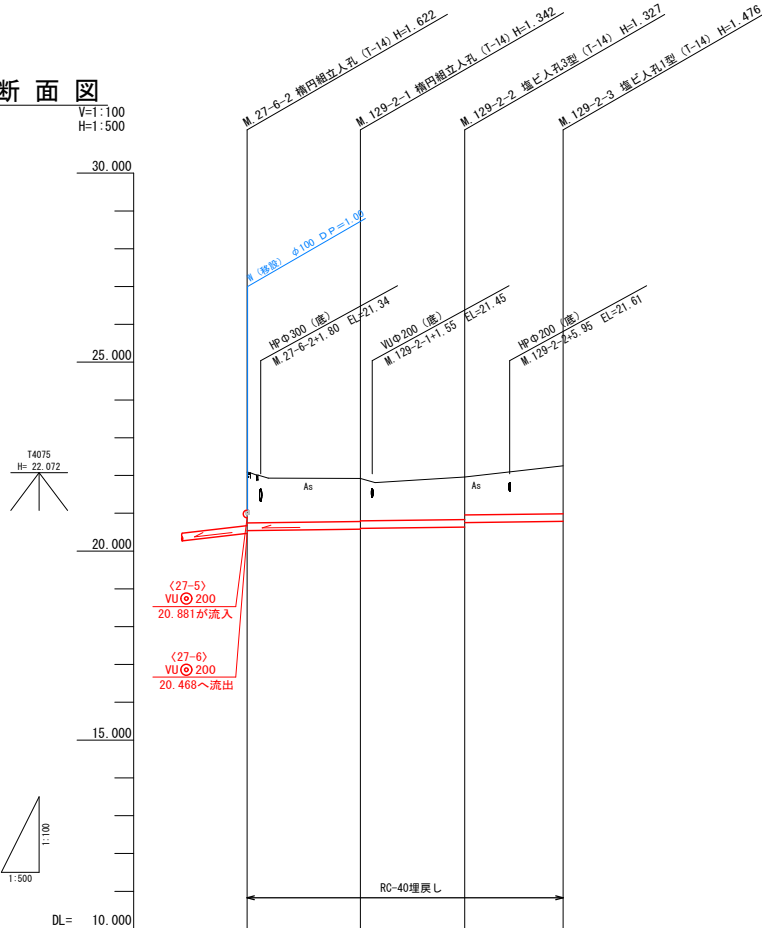 断面図
V=1:100
H=1:500
M.27-6-2 楕円組立人孔 (T-14) H=1.622
M.129-2-1 楕円組立人孔 (T-14) H=1.342
M.129-2-2 塩ビ人孔3型 (T-14) H=1.327
M.129-2-3 塩ビ人孔1型 (T-14) H=1.476
30.000
W (移設) φ100 DP=1.00
HPΦ300 (底)
M.27-6-2+1.80 EL=21.34
VUΦ200 (底)
M.129-2-1+1.55 EL=21.45
HPΦ200 (底)
M.129-2-2+5.95 EL=21.61
25.000
T4075
H= 22.072
As
As
20.000
〈27-5〉
VU◎200
20.881が流入
〈27-6〉
VU◎200
20.468へ流出
15.000
1:100
1:500
RC-40埋戻し
DL= 10.000